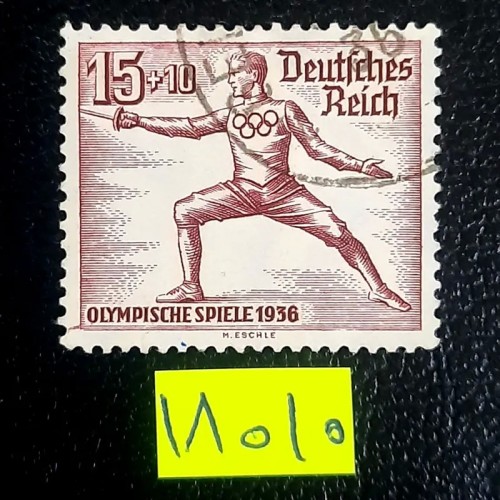 15+10 Deutsches
Reich
OLYMPISCHE SPIELE 1936
M. ESCHLE